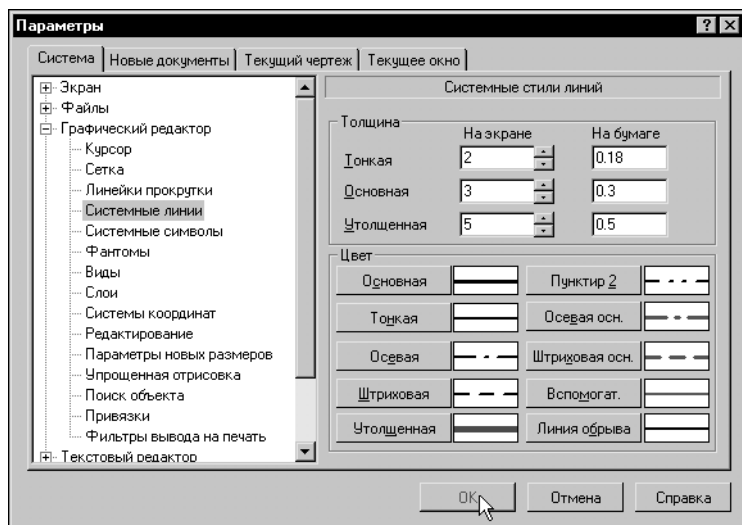 Параметры
Система Новые документы Текущий чертеж Текущее окно
Экран
Файлы
Графический редактор
Курсор
Сетка
Линейки прокрутки
Системные линии
Системные символы
Фантомы
Виды
Слои
Системы координат
Редактирование
Параметры новых размеров
Упрощенная отрисовка
Поиск объекта
Привязки
Фильтры вывода на печать
Текстовый редактор
Системные стили линий
Толщина
На экране На бумаге
Тонкая 2 0.18
Основная 3 0.3
Утолщенная 5 0.5
Цвет
Основная Пунктир 2
Тонкая Осевая осн.
Осевая Штриховая осн.
Штриховая Вспомогат.
Утолщенная Линия обрыва
OK Отмена Справка